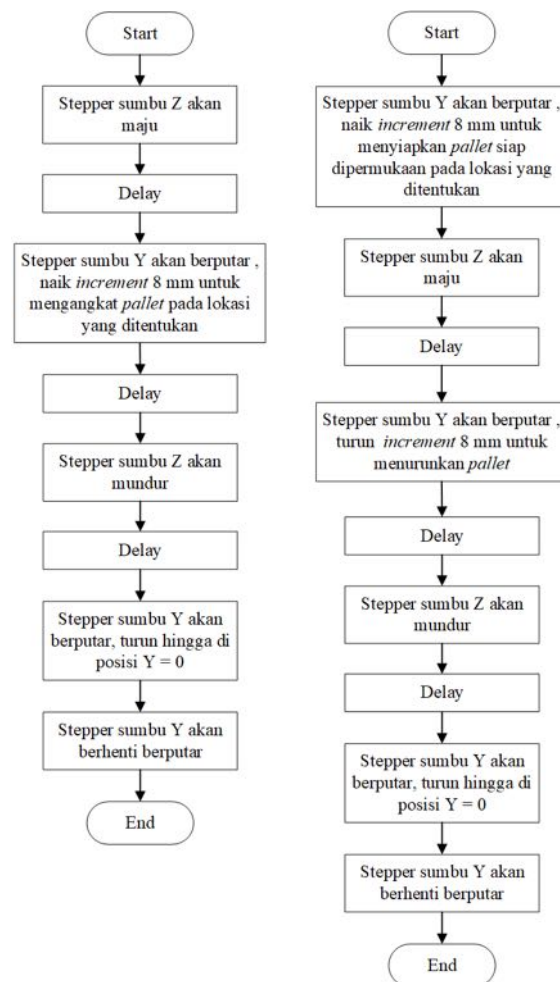 Start
Stepper sumbu Z akan
maju
Delay
Stepper sumbu Y akan berputar ,
naik increment 8 mm untuk
mengangkat pallet pada lokasi
yang ditentukan
Delay
Stepper sumbu Z akan
mundur
Delay
Stepper sumbu Y akan
berputar, turun hingga di
posisi Y = 0
Stepper sumbu Y akan
berhenti berputar
End
Start
Stepper sumbu Y akan berputar ,
naik increment 8 mm untuk
menyiapkan pallet siap
dipermukaan pada lokasi yang
ditentukan
Stepper sumbu Z akan
maju
Delay
Stepper sumbu Y akan berputar ,
turun increment 8 mm untuk
menurunkan pallet
Delay
Stepper sumbu Z akan
mundur
Delay
Stepper sumbu Y akan
berputar, turun hingga di
posisi Y = 0
Stepper sumbu Y akan
berhenti berputar
End